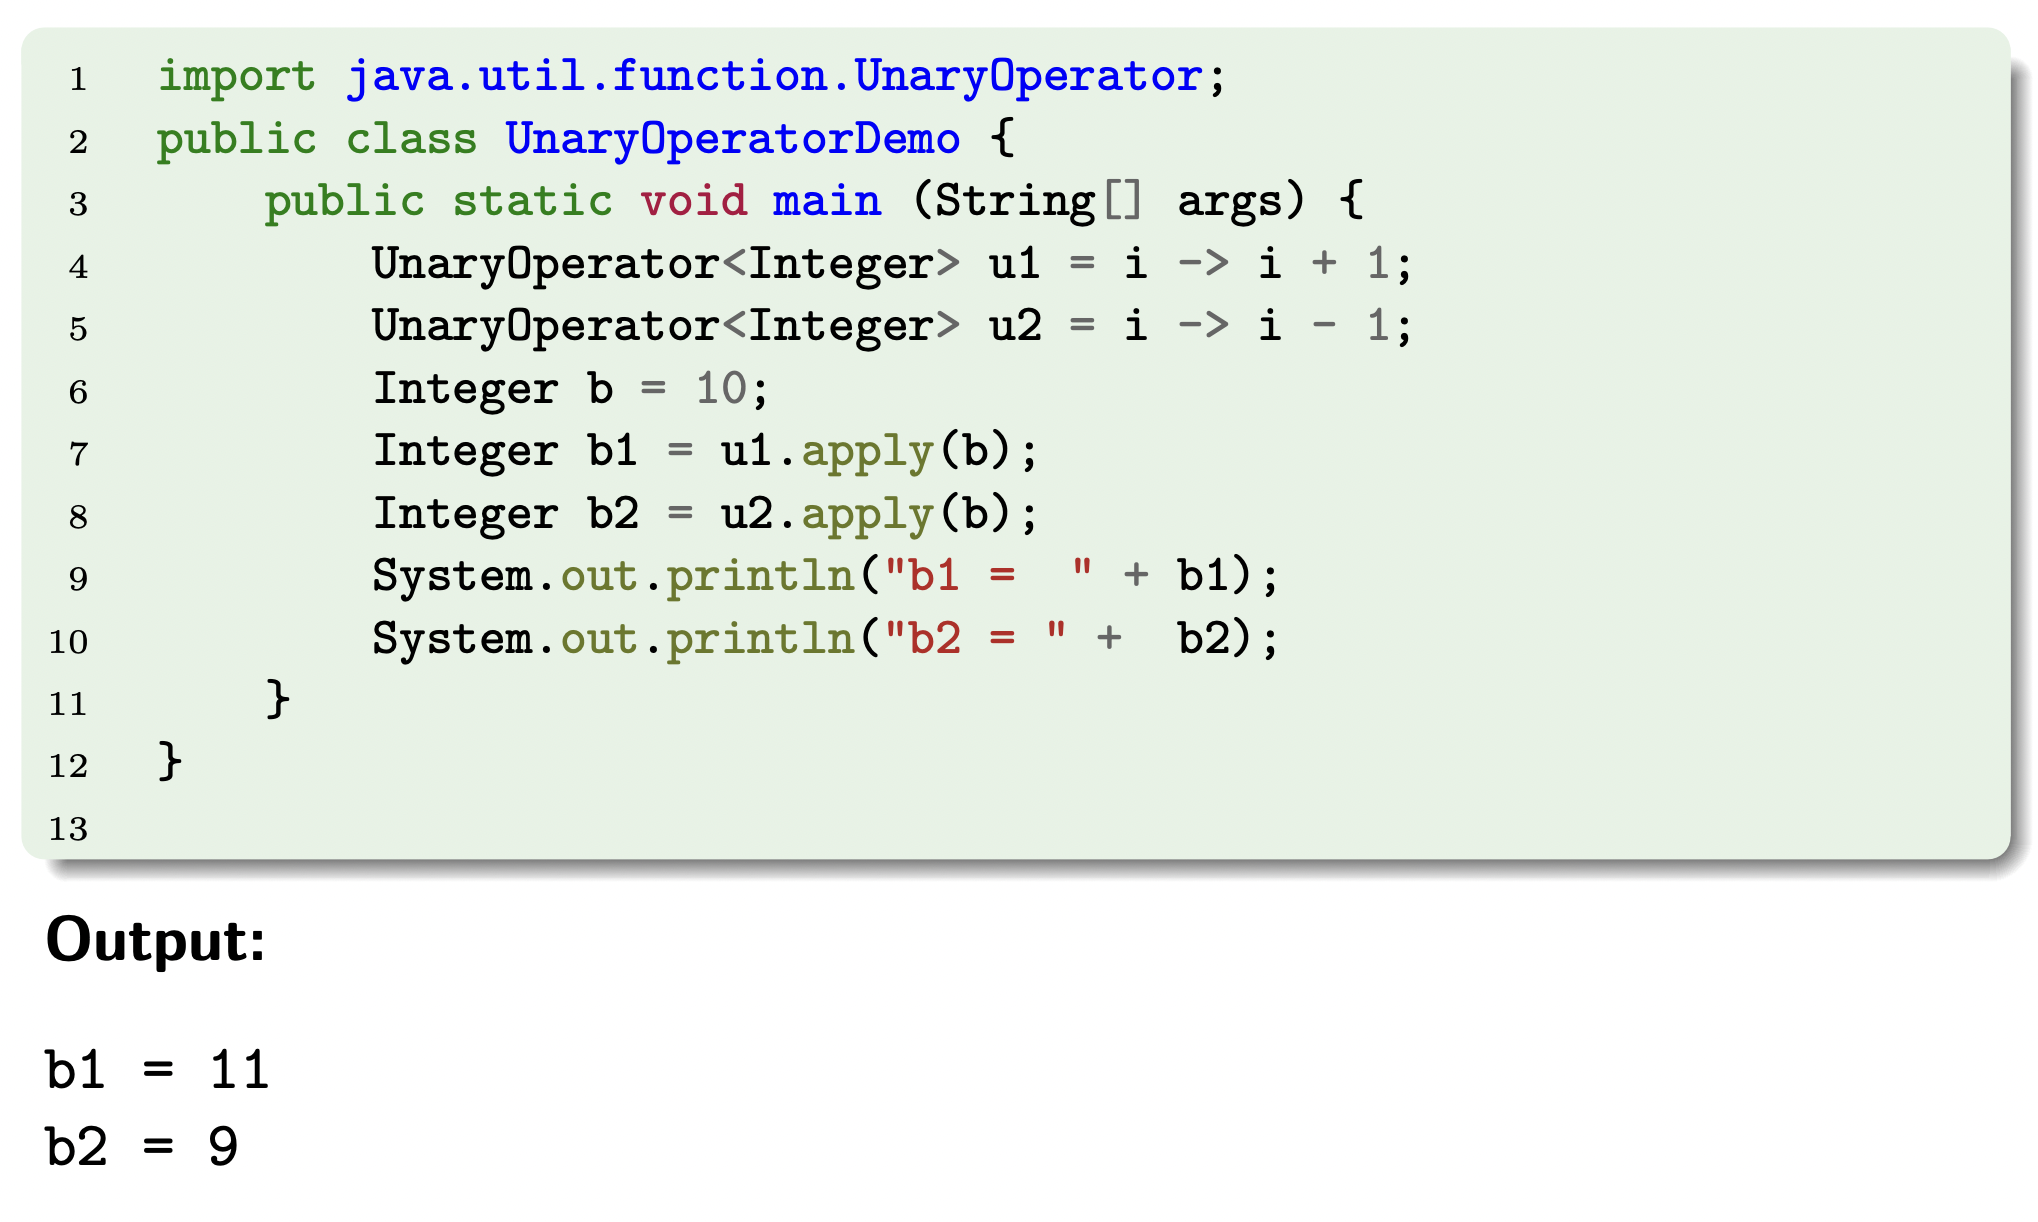 1 import java.util.function.UnaryOperator;
2 public class UnaryOperatorDemo {
3     public static void main (String[] args) {
4         UnaryOperator<Integer> u1 = i -> i + 1;
5         UnaryOperator<Integer> u2 = i -> i - 1;
6         Integer b = 10;
7         Integer b1 = u1.apply(b);
8         Integer b2 = u2.apply(b);
9         System.out.println("b1 =  " + b1);
10         System.out.println("b2 = " +  b2);
11     }
12 }
13
Output:
b1 = 11
b2 = 9